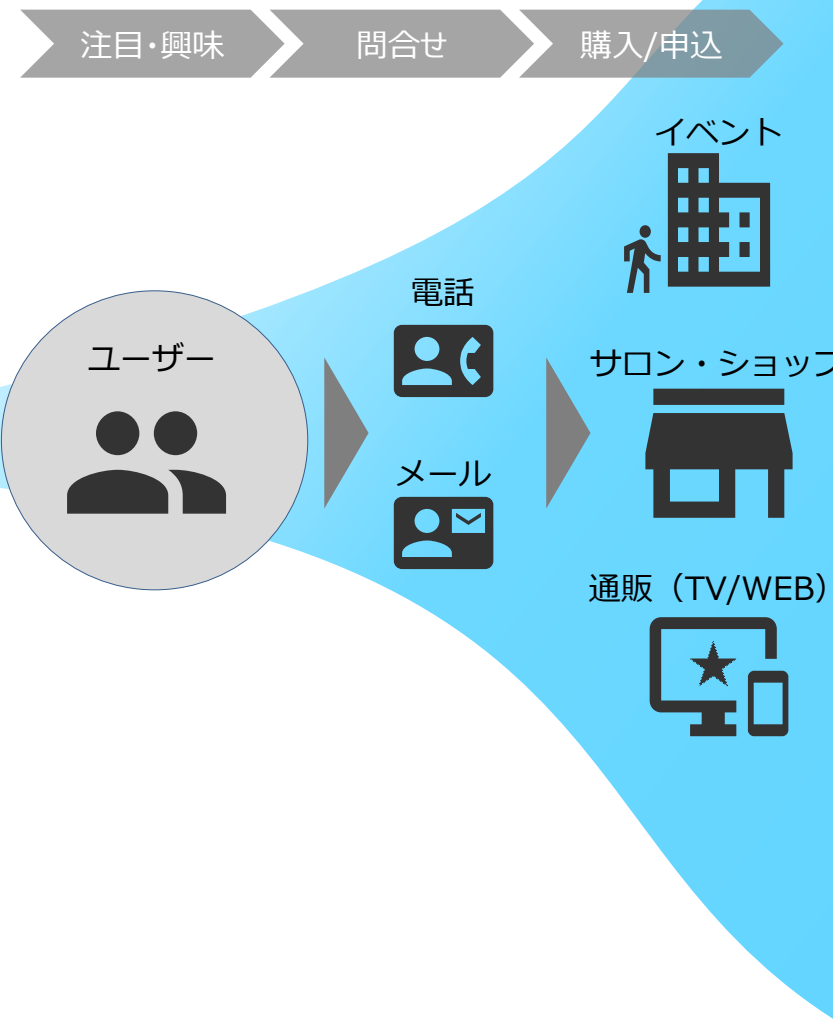 注目・興味
問合せ
購入/申込
イベント
電話
ユーザー
サロン・ショップ
メール
通販（TV/WEB）